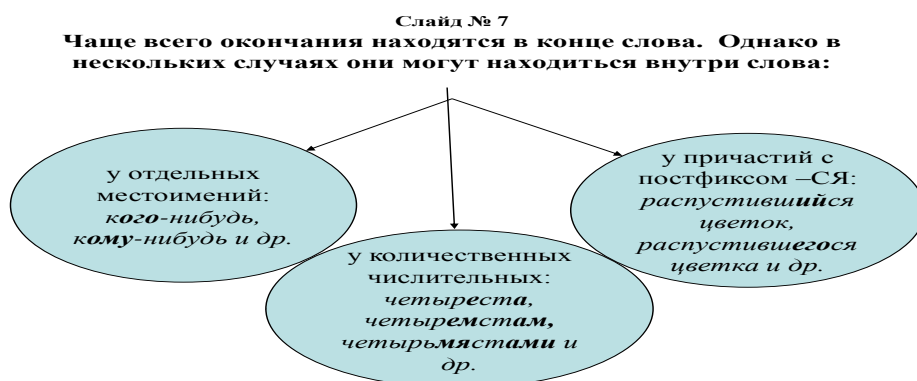 Слайд № 7
Чаще всего окончания находятся в конце слова.  Однако в
нескольких случаях они могут находиться внутри слова:
у отдельных
местоимений:
кого-нибудь,
кому-нибудь и др.
у количественных
числительных:
четыреста,
четыремстам,
четырьмястами и
др.
у причастий с
постфиксом –СЯ:
распустившийся
цветок,
распустившегося
цветка и др.